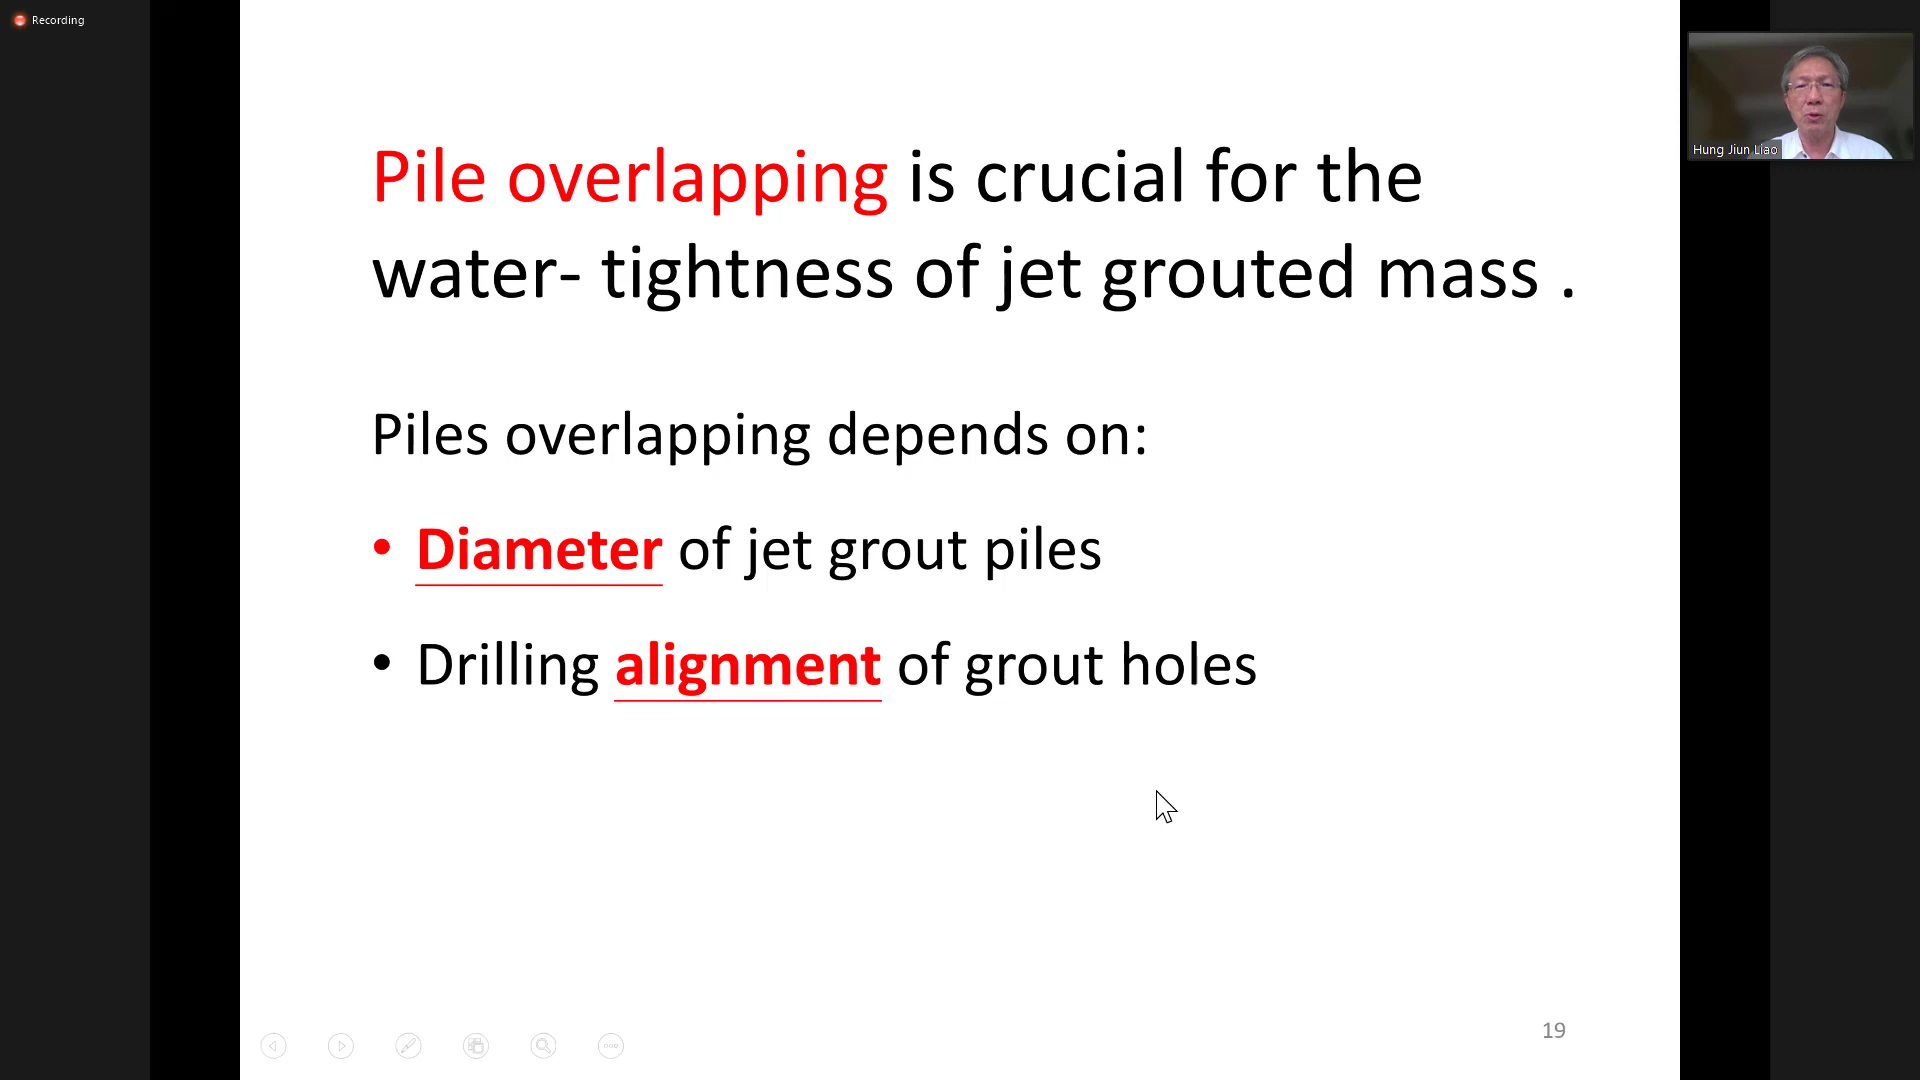 Recording
Pile overlapping is crucial for the
water- tightness of jet grouted mass .
Hung Jiun Liao
Piles overlapping depends on:
• Diameter of jet grout piles
• Drilling alignment of grout holes
19